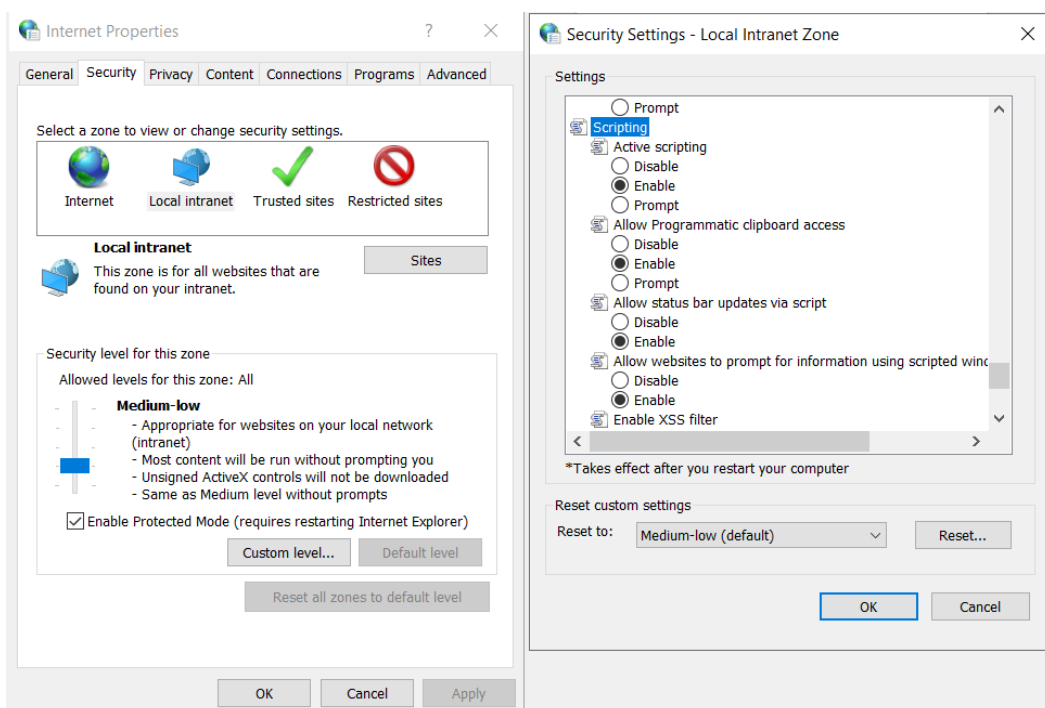 Internet Properties
?
General Security Privacy Content Connections Programs Advanced
Select a zone to view or change security settings.
Internet Local intranet Trusted sites Restricted sites
Local intranet
This zone is for all websites that are
found on your intranet.
Sites
Security level for this zone
Allowed levels for this zone: All
Medium-low
- Appropriate for websites on your local network
(intranet)
- Most content will be run without prompting you
- Unsigned ActiveX controls will not be downloaded
- Same as Medium level without prompts
Enable Protected Mode (requires restarting Internet Explorer)
Custom level... Default level
Reset all zones to default level
OK Cancel Apply
Security Settings - Local Intranet Zone
Settings
Prompt
Scripting
Active scripting
Disable
Enable
Prompt
Allow Programmatic clipboard access
Disable
Enable
Prompt
Allow status bar updates via script
Disable
Enable
Allow websites to prompt for information using scripted winc
Disable
Enable
Enable XSS filter
*Takes effect after you restart your computer
Reset custom settings
Reset to: Medium-low (default) Reset...
OK Cancel